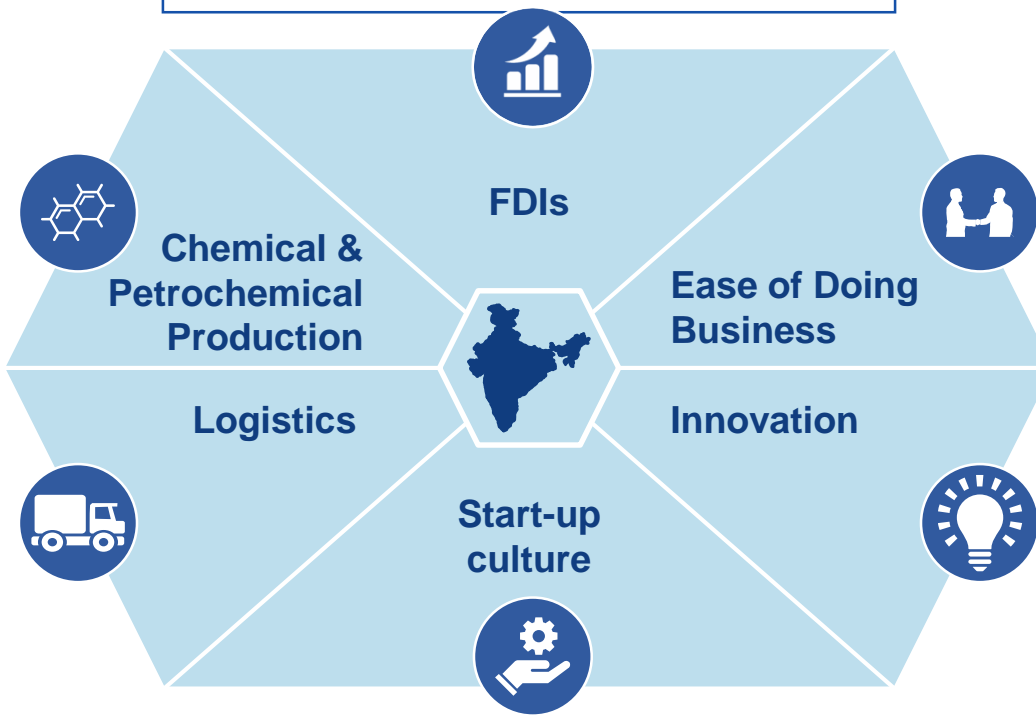 FDIs
Chemical &
Petrochemical
Production
Ease of Doing
Business
Logistics
Innovation
Start-up
culture